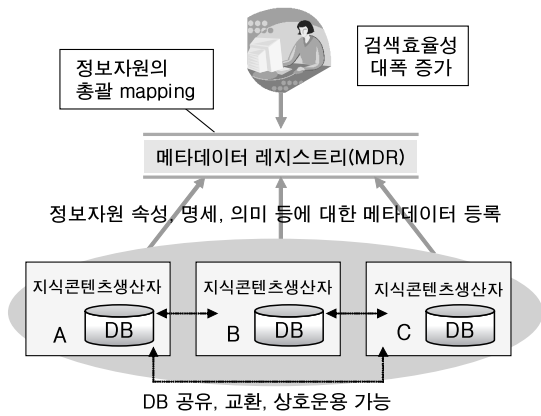 정보자원의
총괄 mapping
검색효율성
대폭 증가
메타데이터 레지스트리(MDR)
정보자원 속성, 명세, 의미 등에 대한 메타데이터 등록
지식콘텐츠생산자
A
DB
지식콘텐츠생산자
B
DB
지식콘텐츠생산자
C
DB
DB 공유, 교환, 상호운용 가능